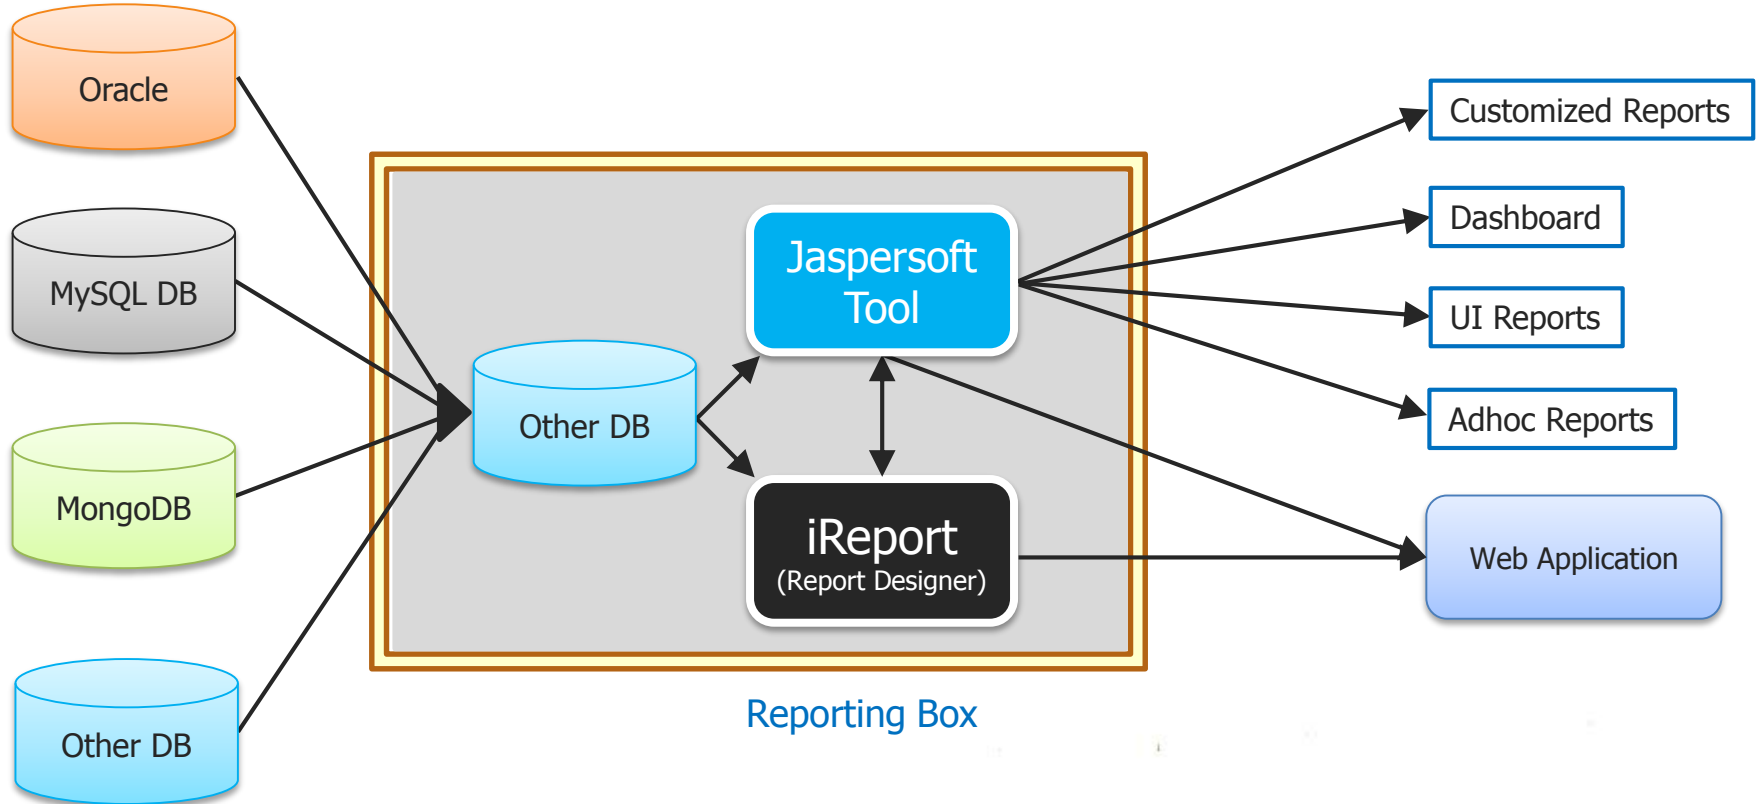 Oracle
MySQL DB
MongoDB
Other DB
Other DB
Jaspersoft
Tool
iReport
(Report Designer)
Reporting Box
Customized Reports
Dashboard
UI Reports
Adhoc Reports
Web Application